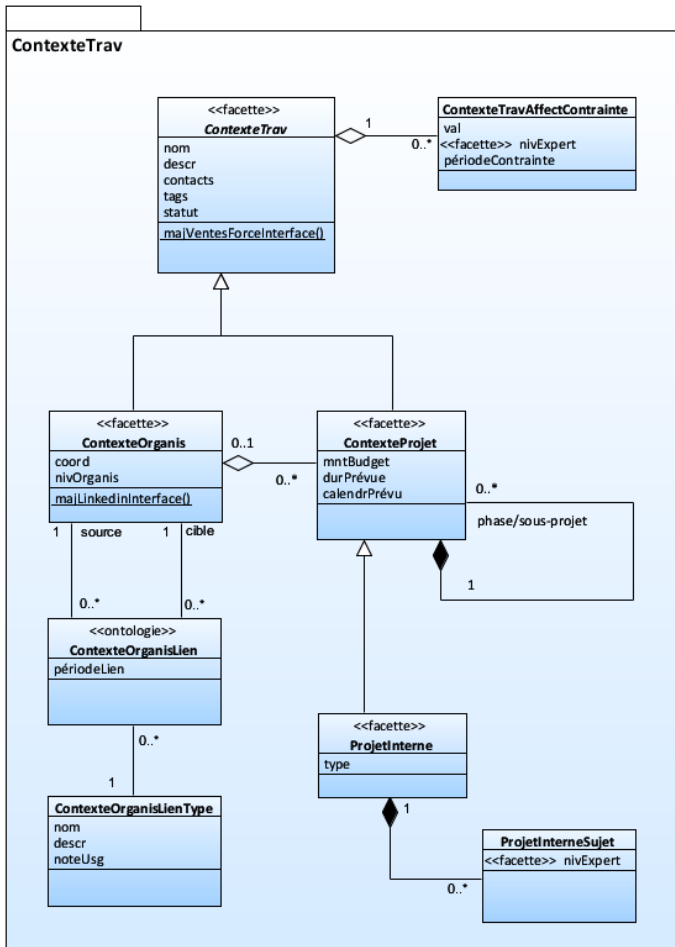 ContexteTrav
<<facette>>
ContexteTrav
nom
descr
contacts
tags
statut
majVentesForceInterface()
1
0..*
ContexteTravAffectContrainte
val
<<facette>> nivExpert
périodeContrainte
<<facette>>
ContexteOrganis
coord
nivOrganis
majLinkedinInterface()
0..1
0..*
<<facette>>
ContexteProjet
mntBudget
durPrévue
calendrPrévu
0..*
phase/sous-projet
1
1
source
1
cible
0..*
0..*
<<ontologie>>
ContexteOrganisLien
périodeLien
0..*
1
ContexteOrganisLienType
nom
descr
noteUsg
<<facette>>
ProjetInterne
type
1
0..*
ProjetInterneSujet
<<facette>> nivExpert